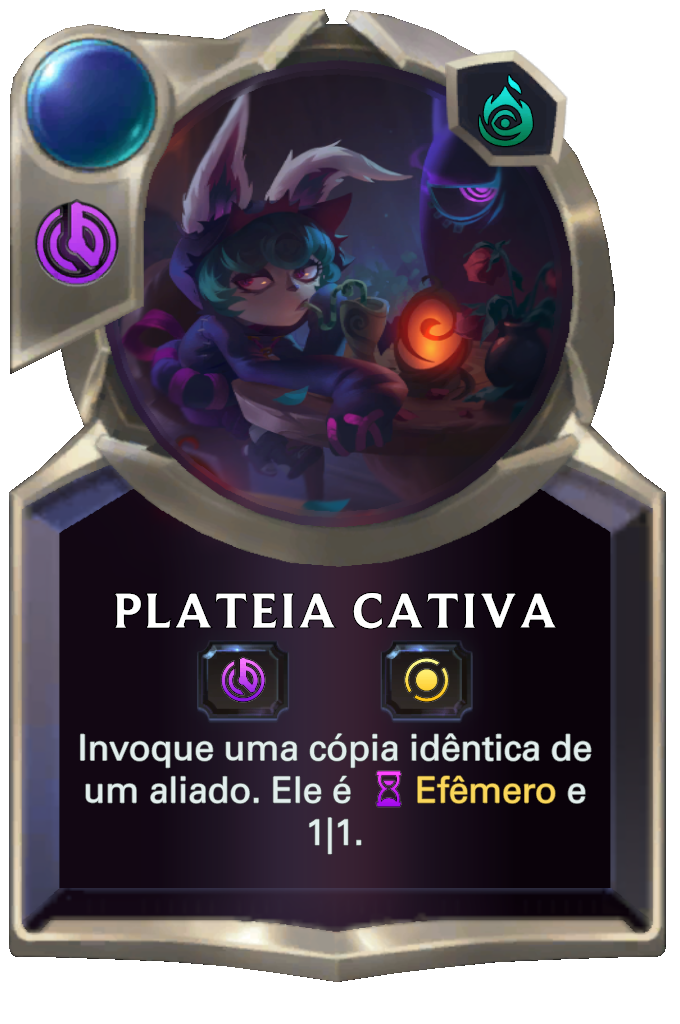 PLATEIA CATIVA
Invoque uma cópia idêntica de
um aliado. Ele é Efêmero e
1|1.